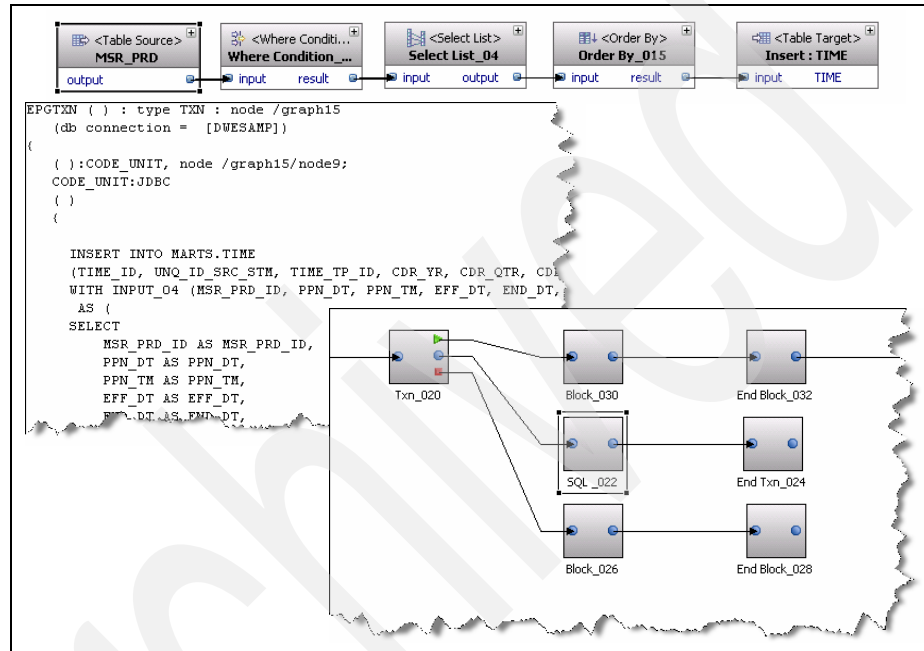 <Table Source>
MSR_PRD
output
<Where Conditi...
Where Condition_...
input result
<Select List>
Select List_04
input output
<Order By>
Order By_015
input result
<Table Target>
Insert : TIME
input TIME
EPGTXN ( ) : type TXN : node /graph15
(db connection = [DWESAMP])
{
( ):CODE_UNIT, node /graph15/node9;
CODE_UNIT:JDBC
( )
{
INSERT INTO MARTS.TIME
(TIME_ID, UNQ_ID_SRC_STM, TIME_TP_ID, CDR_YR, CDR_QTR,
WITH INPUT_04 (MSR_PRD_ID, PPN_DT, PPN_TM, EFF_DT, END_DT,
AS (
SELECT
MSR_PRD_ID AS MSR_PRD_ID,
PPN_DT AS PPN_DT,
PPN_TM AS PPN_TM,
EFF_DT AS EFF_DT,
END_DT AS END_DT,
Txn_020
Block_030
End Block_032
SQL _022
End Txn_024
Block_026
End Block_028